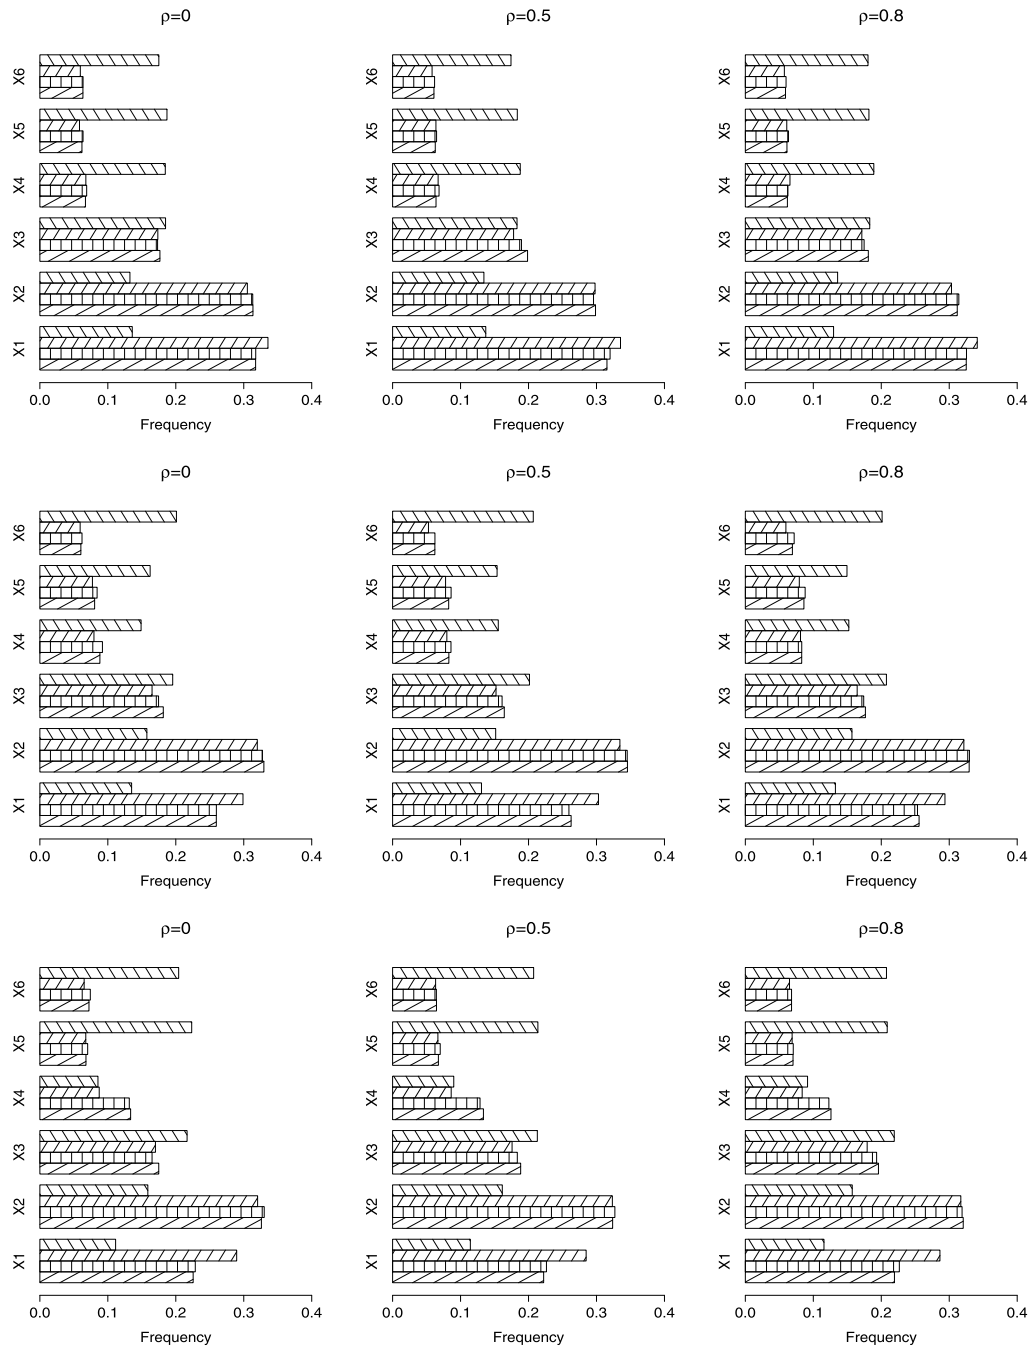 ρ=0 ρ=0.5 ρ=0.8
X6 X6 X6
X5 X5 X5
X4 X4 X4
X3 X3 X3
X2 X2 X2
X1 X1 X1
0.0 0.1 0.2 0.3 0.4 0.0 0.1 0.2 0.3 0.4 0.0 0.1 0.2 0.3 0.4
Frequency Frequency Frequency
ρ=0 ρ=0.5 ρ=0.8
X6 X6 X6
X5 X5 X5
X4 X4 X4
X3 X3 X3
X2 X2 X2
X1 X1 X1
0.0 0.1 0.2 0.3 0.4 0.0 0.1 0.2 0.3 0.4 0.0 0.1 0.2 0.3 0.4
Frequency Frequency Frequency
ρ=0 ρ=0.5 ρ=0.8
X6 X6 X6
X5 X5 X5
X4 X4 X4
X3 X3 X3
X2 X2 X2
X1 X1 X1
0.0 0.1 0.2 0.3 0.4 0.0 0.1 0.2 0.3 0.4 0.0 0.1 0.2 0.3 0.4
Frequency Frequency Frequency